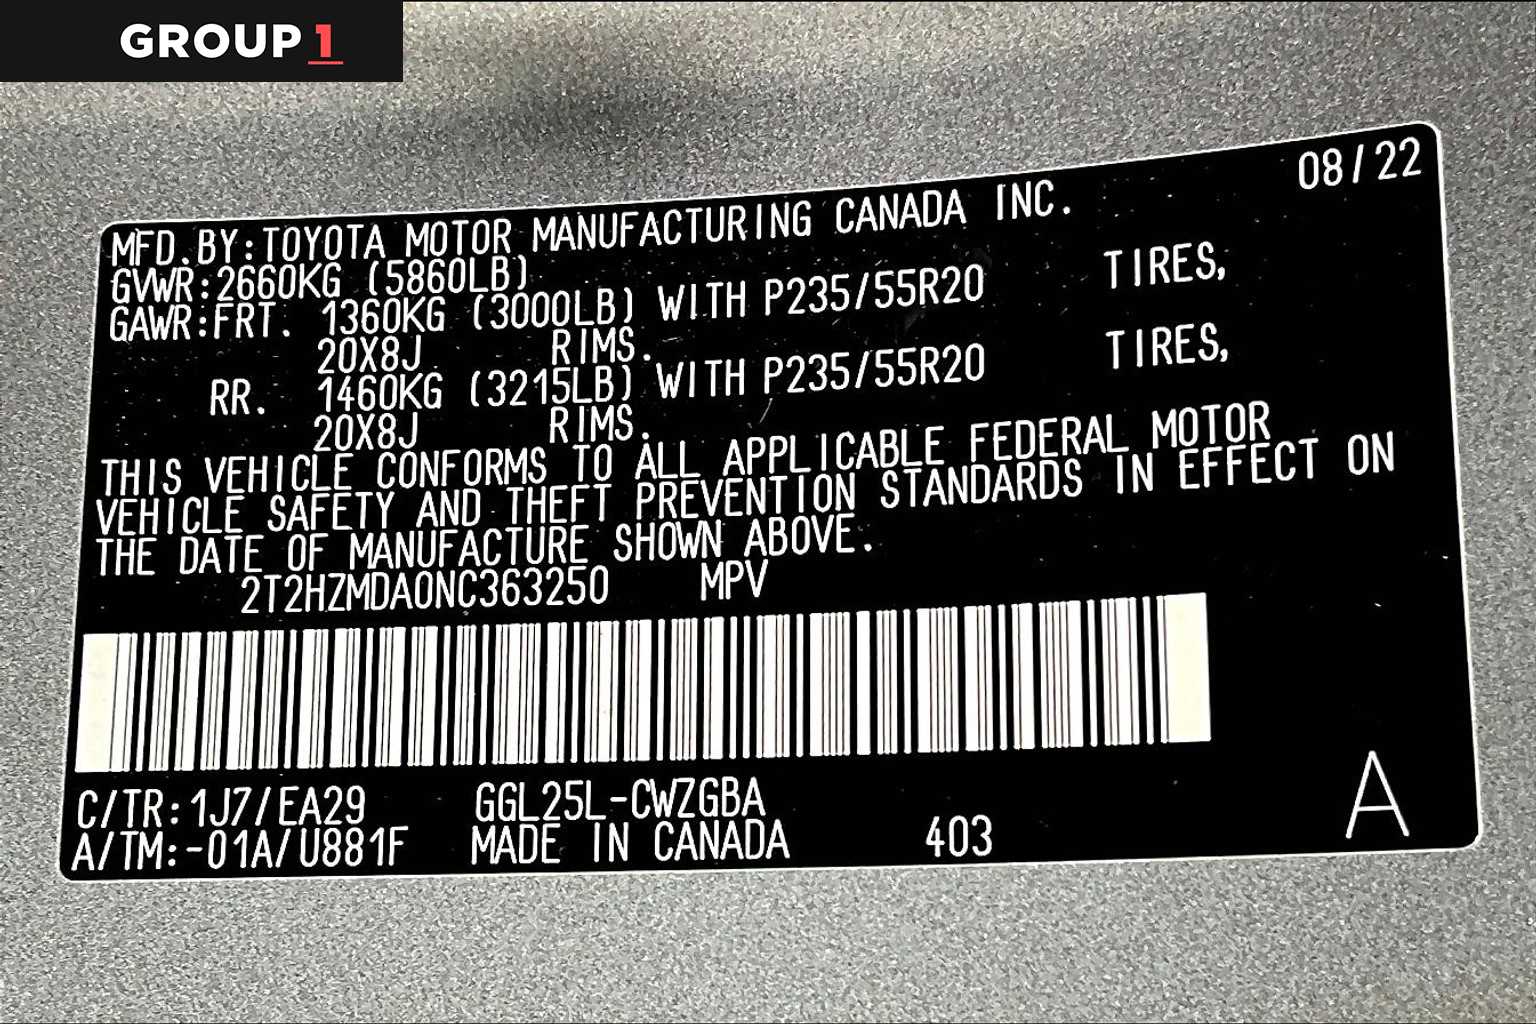 GROUP 1
08/22
MFD.BY:TOYOTA MOTOR MANUFACTURING CANADA INC.
GVWR:2660KG (5860LB)
GAWR:FRT. 1360KG (3000LB) WITH P235/55R20 TIRES,
20X8J RIMS.
RR. 1460KG (3215LB) WITH P235/55R20 TIRES,
20X8J RIMS.
THIS VEHICLE CONFORMS TO ALL APPLICABLE FEDERAL MOTOR
VEHICLE SAFETY AND THEFT PREVENTION STANDARDS IN EFFECT ON
THE DATE OF MANUFACTURE SHOWN ABOVE.
2T2HZMDA0NC363250 MPV
C/TR:1J7/EA29 GGL25L-CWZGBA
A/TM:-01A/U881F MADE IN CANADA 403
A